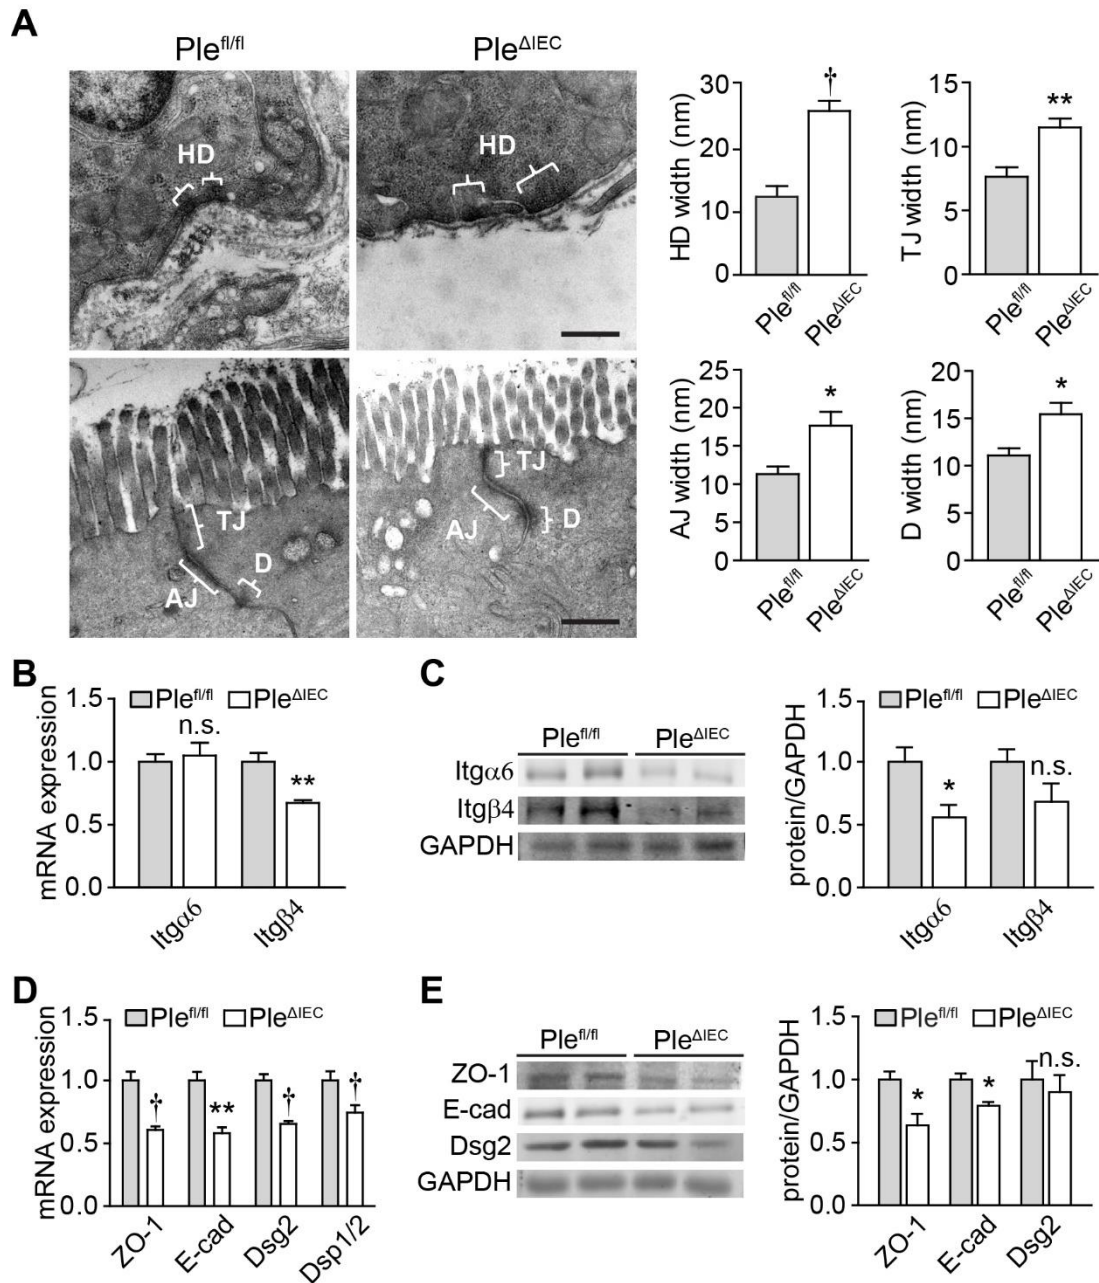 A
Ple^fl/fl Ple^ΔIEC
HD HD
TJ AJ D
TJ AJ D
30
20
10
0
HD width (nm)
†
Ple^fl/fl
Ple^ΔIEC
15
10
5
0
TJ width (nm)
**
Ple^fl/fl
Ple^ΔIEC
25
20
15
10
5
0
AJ width (nm)
*
Ple^fl/fl
Ple^ΔIEC
20
15
10
5
0
D width (nm)
*
Ple^fl/fl
Ple^ΔIEC
B
1.5
1.0
0.5
0.0
mRNA expression
Ple^fl/fl Ple^ΔIEC
n.s.
**
Itgα6
Itgβ4
C
Ple^fl/fl Ple^ΔIEC
Itgα6
Itgβ4
GAPDH
1.5
1.0
0.5
0.0
protein/GAPDH
Ple^fl/fl Ple^ΔIEC
*
n.s.
Itgα6
Itgβ4
D
1.5
1.0
0.5
0.0
mRNA expression
Ple^fl/fl Ple^ΔIEC
† ** † †
ZO-1
E-cad
Dsg2
Dsp1/2
E
Ple^fl/fl Ple^ΔIEC
ZO-1
E-cad
Dsg2
GAPDH
1.5
1.0
0.5
0.0
protein/GAPDH
Ple^fl/fl Ple^ΔIEC
* * n.s.
ZO-1
E-cad
Dsg2